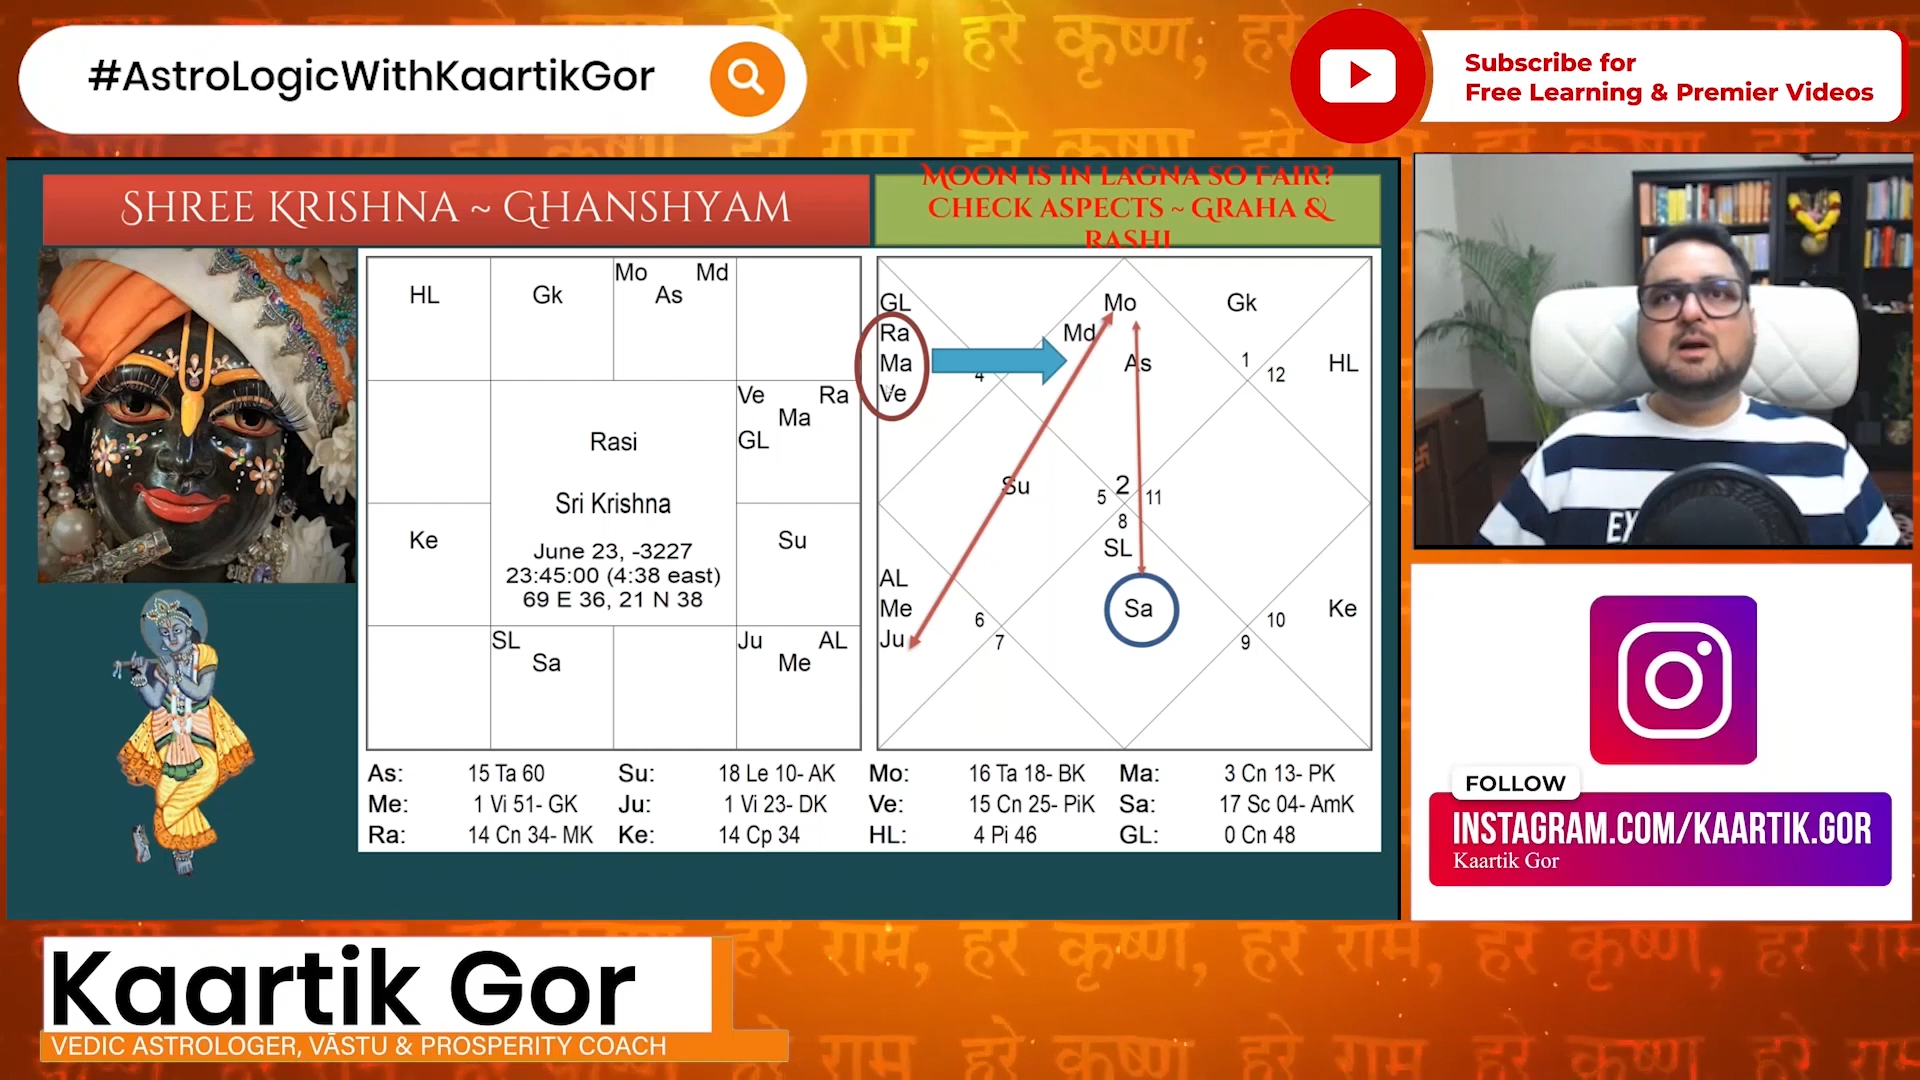 #AstroLogicWithKaartikGor
Subscribe for
Free Learning & Premier Videos
SHREE KRISHNA ~ GHANSHYAM
MOON IS IN LAGNA SO FAIR?
CHECK ASPECTS ~ GRAHA &
RASHI
HL
Gk
Mo Md
As
Ve Ra
Ma
GL
Rasi
Sri Krishna
June 23, -3227
23:45:00 (4:38 east)
69 E 36, 21 N 38
Ke
Su
SL
Sa
Ju AL
Me
GL
Ra
Ma
Ve
Mo
Md
As
Gk
HL
4
1
12
Su
5
2
11
8
SL
Sa
AL
Me
Ju
6
7
10
9
Ke
As: 15 Ta 60 Su: 18 Le 10- AK Mo: 16 Ta 18- BK Ma: 3 Cn 13- PK
Me: 1 Vi 51- GK Ju: 1 Vi 23- DK Ve: 15 Cn 25- PiK Sa: 17 Sc 04- AmK
Ra: 14 Cn 34- MK Ke: 14 Cp 34 HL: 4 Pi 46 GL: 0 Cn 48
FOLLOW
INSTAGRAM.COM/KAARTIK.GOR
Kaartik Gor
Kaartik Gor
VEDIC ASTROLOGER, VĀSTU & PROSPERITY COACH
राम, हरे कृष्ण,
हरे राम, हरे कृष्ण, हरे राम, हरे कृष्ण,